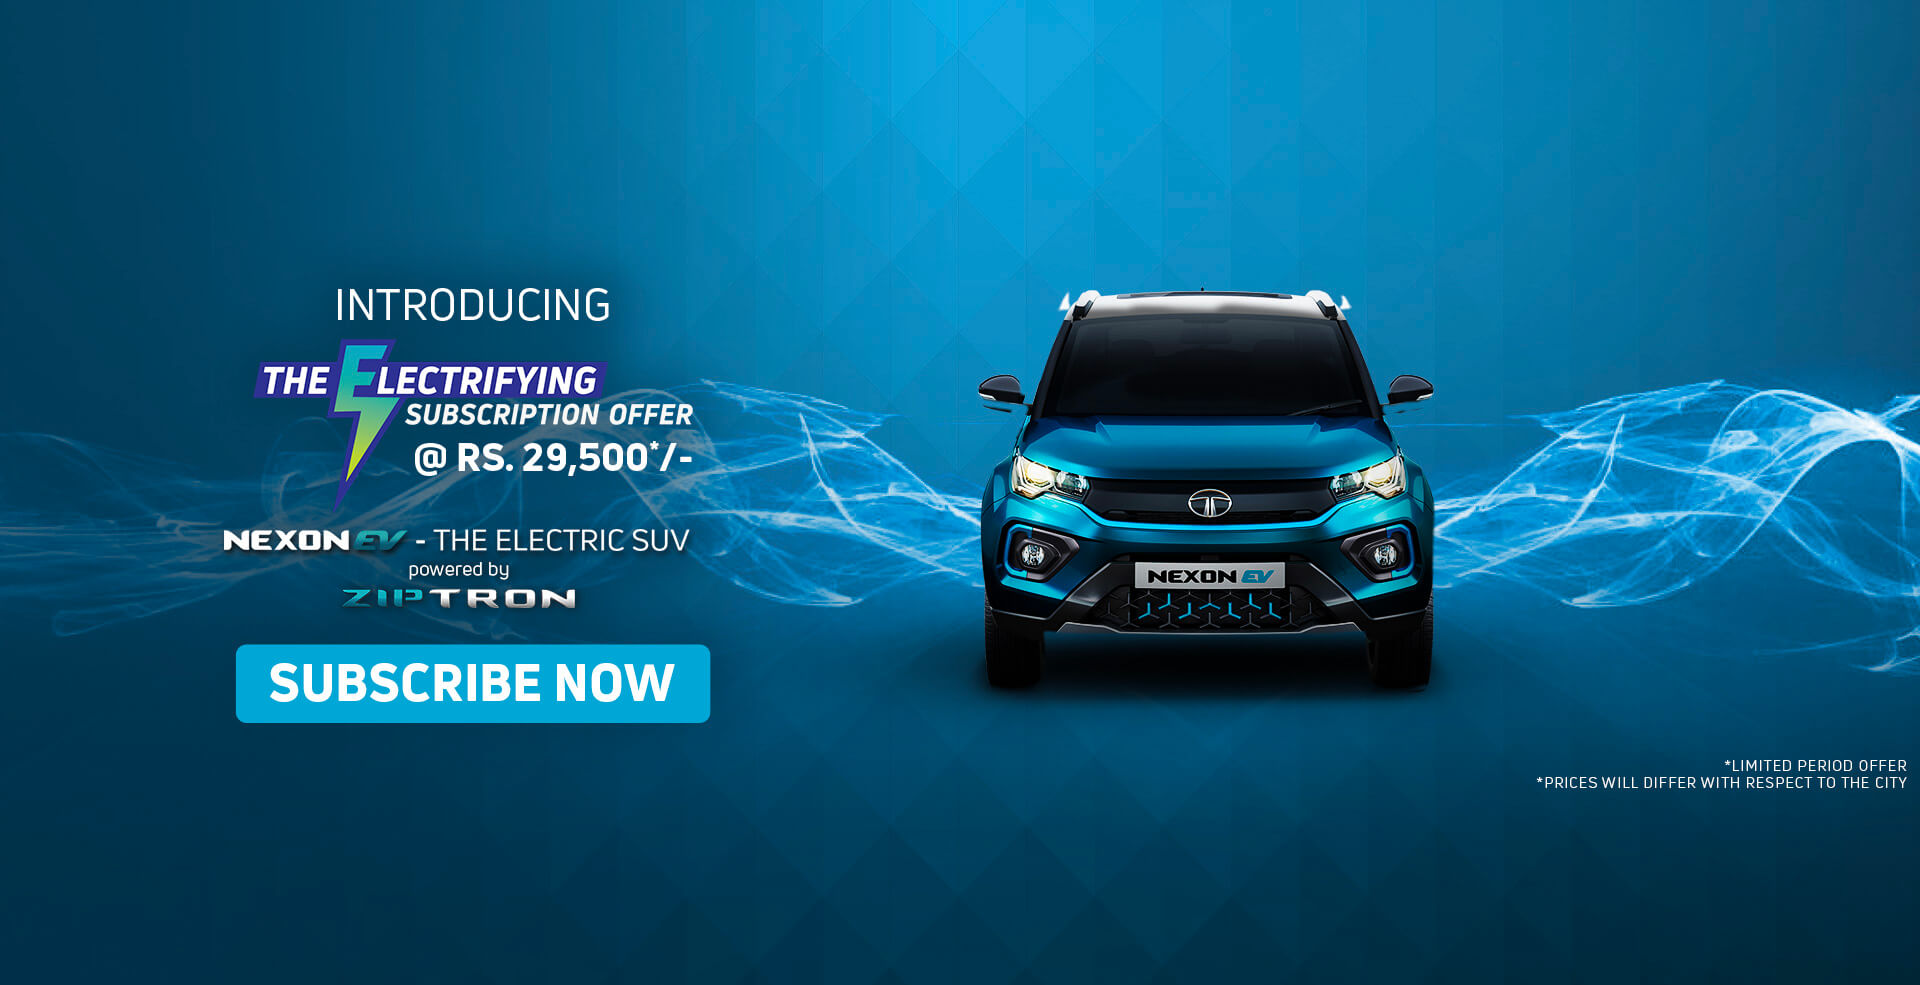 INTRODUCING
THE ELECTRIFYING
SUBSCRIPTION OFFER
@ RS. 29,500*/-
NEXON EV - THE ELECTRIC SUV
powered by
ZIPTRON
SUBSCRIBE NOW
NEXON EV
*LIMITED PERIOD OFFER
*PRICES WILL DIFFER WITH RESPECT TO THE CITY